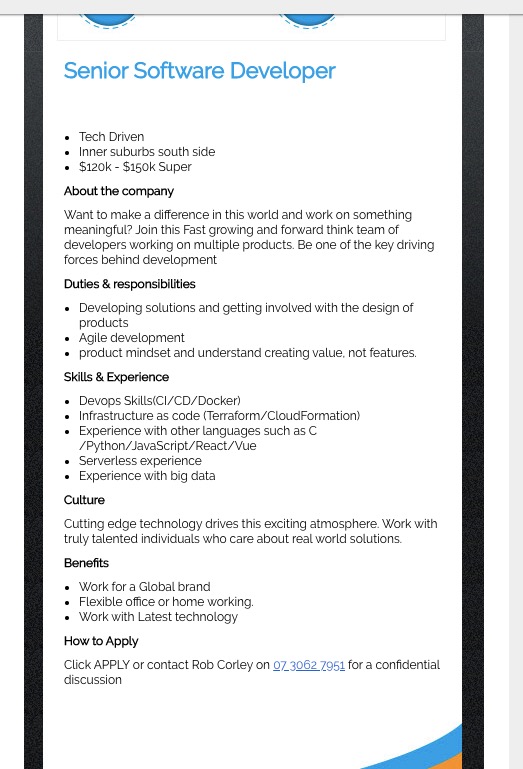 Senior Software Developer
Tech Driven
Inner suburbs south side
$120k - $150k Super
About the company
Want to make a difference in this world and work on something
meaningful? Join this Fast growing and forward think team of
developers working on multiple products. Be one of the key driving
forces behind development
Duties & responsibilities
Developing solutions and getting involved with the design of
products
Agile development
product mindset and understand creating value, not features.
Skills & Experience
Devops Skills(CI/CD/Docker)
Infrastructure as code (Terraform/CloudFormation)
Experience with other languages such as C
/Python/JavaScript/React/Vue
Serverless experience
Experience with big data
Culture
Cutting edge technology drives this exciting atmosphere. Work with
truly talented individuals who care about real world solutions.
Benefits
Work for a Global brand
Flexible office or home working.
Work with Latest technology
How to Apply
Click APPLY or contact Rob Corley on 07 3062 7951 for a confidential
discussion